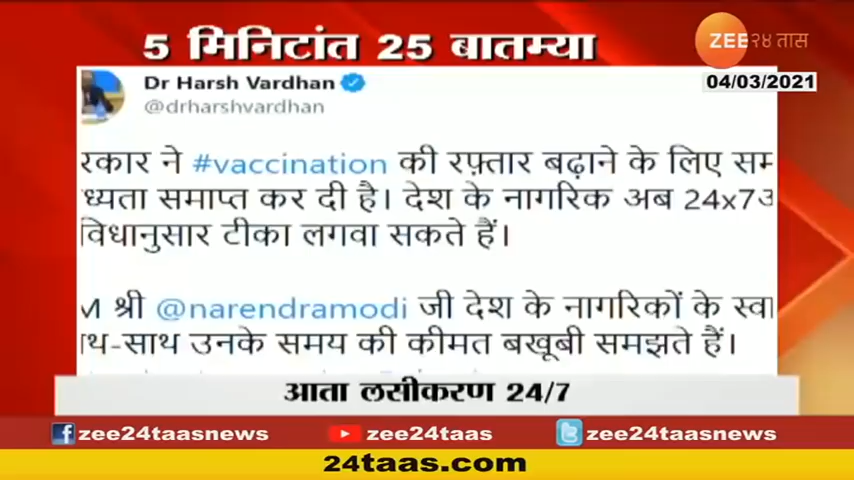 5 मिनिटांत 25 बातम्या
ZEE २४ तास
04/03/2021
Dr Harsh Vardhan
@drharshvardhan
रकार ने #vaccination की रफ़्तार बढ़ाने के लिए सम
ध्यता समाप्त कर दी है। देश के नागरिक अब 24x7 अ
विधानुसार टीका लगवा सकते हैं।
M श्री @narendramodi जी देश के नागरिकों के स्वा
थ-साथ उनके समय की कीमत बखूबी समझते हैं।
आता लसीकरण 24/7
zee24taasnews
zee24taas
zee24taasnews
24taas.com